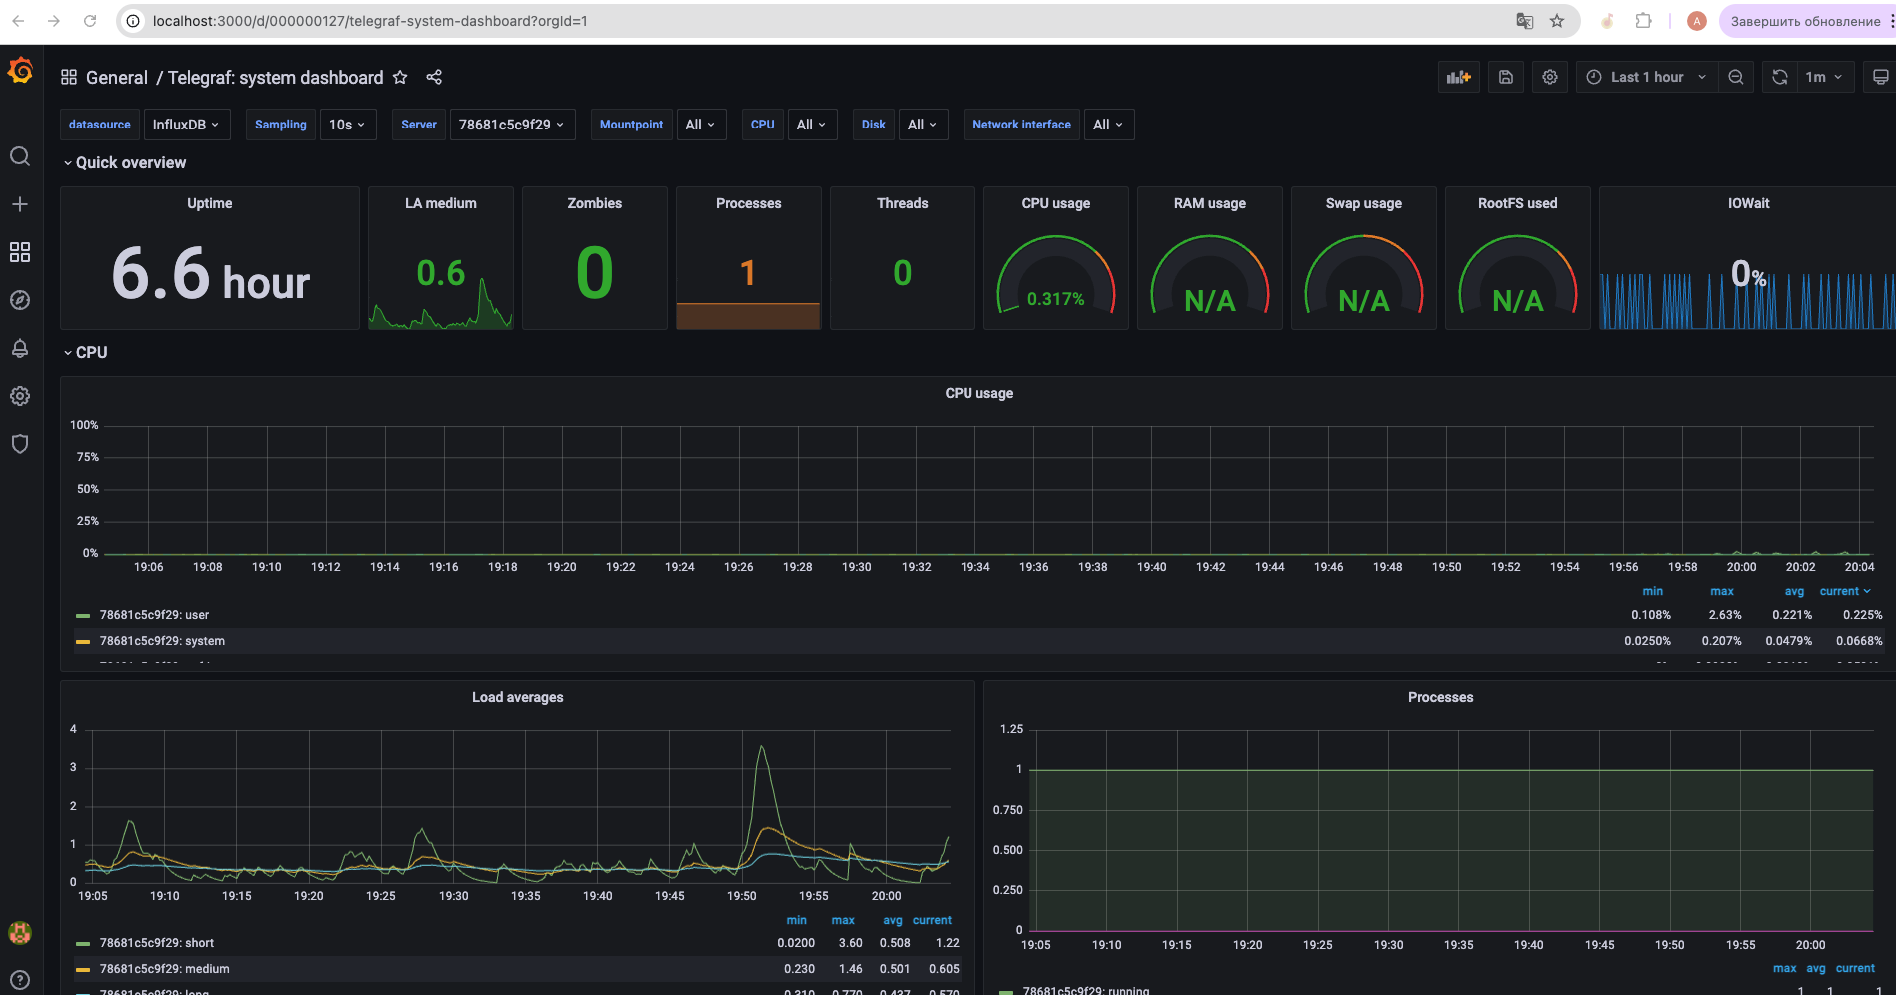 localhost:3000/d/000000127/telegraf-system-dashboard?orgId=1
A
Завершить обновление
General / Telegraf: system dashboard
Last 1 hour
1m
datasource InfluxDB Sampling 10s Server 78681c5c9f29 Mountpoint All CPU All Disk All Network interface All
Quick overview
Uptime
6.6 hour
LA medium
0.6
Zombies
0
Processes
1
Threads
0
CPU usage
0.317%
RAM usage
N/A
Swap usage
N/A
RootFS used
N/A
IOWait
0%
CPU
CPU usage
100%
75%
50%
25%
0%
19:06 19:08 19:10 19:12 19:14 19:16 19:18 19:20 19:22 19:24 19:26 19:28 19:30 19:32 19:34 19:36 19:38 19:40 19:42 19:44 19:46 19:48 19:50 19:52 19:54 19:56 19:58 20:00 20:02 20:04
min max avg current
78681c5c9f29: user 0.108% 2.63% 0.221% 0.225%
78681c5c9f29: system 0.0250% 0.207% 0.0479% 0.0668%
Load averages
4
3
2
1
0
19:05 19:10 19:15 19:20 19:25 19:30 19:35 19:40 19:45 19:50 19:55 20:00
min max avg current
78681c5c9f29: short 0.0200 3.60 0.508 1.22
78681c5c9f29: medium 0.230 1.46 0.501 0.605
78681c5c9f29: long 0.310 0.770 0.437 0.570
Processes
1.25
1
0.750
0.500
0.250
0
19:05 19:10 19:15 19:20 19:25 19:30 19:35 19:40 19:45 19:50 19:55 20:00
max avg current
78681c5c9f29: running 1 1 1